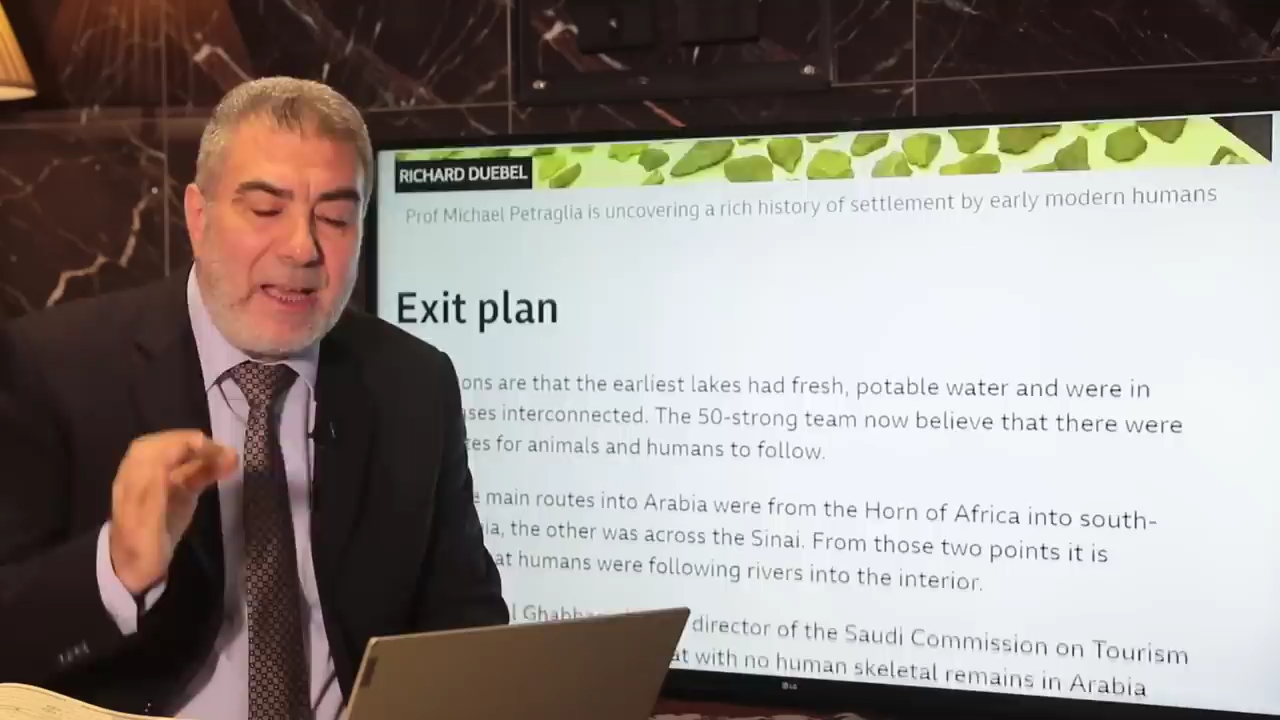 RICHARD DUEBEL
Prof Michael Petraglia is uncovering a rich history of settlement by early modern humans
Exit plan
ons are that the earliest lakes had fresh, potable water and were in
ses interconnected. The 50-strong team now believe that there were
tes for animals and humans to follow.
main routes into Arabia were from the Horn of Africa into south-
ia, the other was across the Sinai. From those two points it is
at humans were following rivers into the interior.
l director of the Saudi Commission on Tourism
at with no human skeletal remains in Arabia
LG